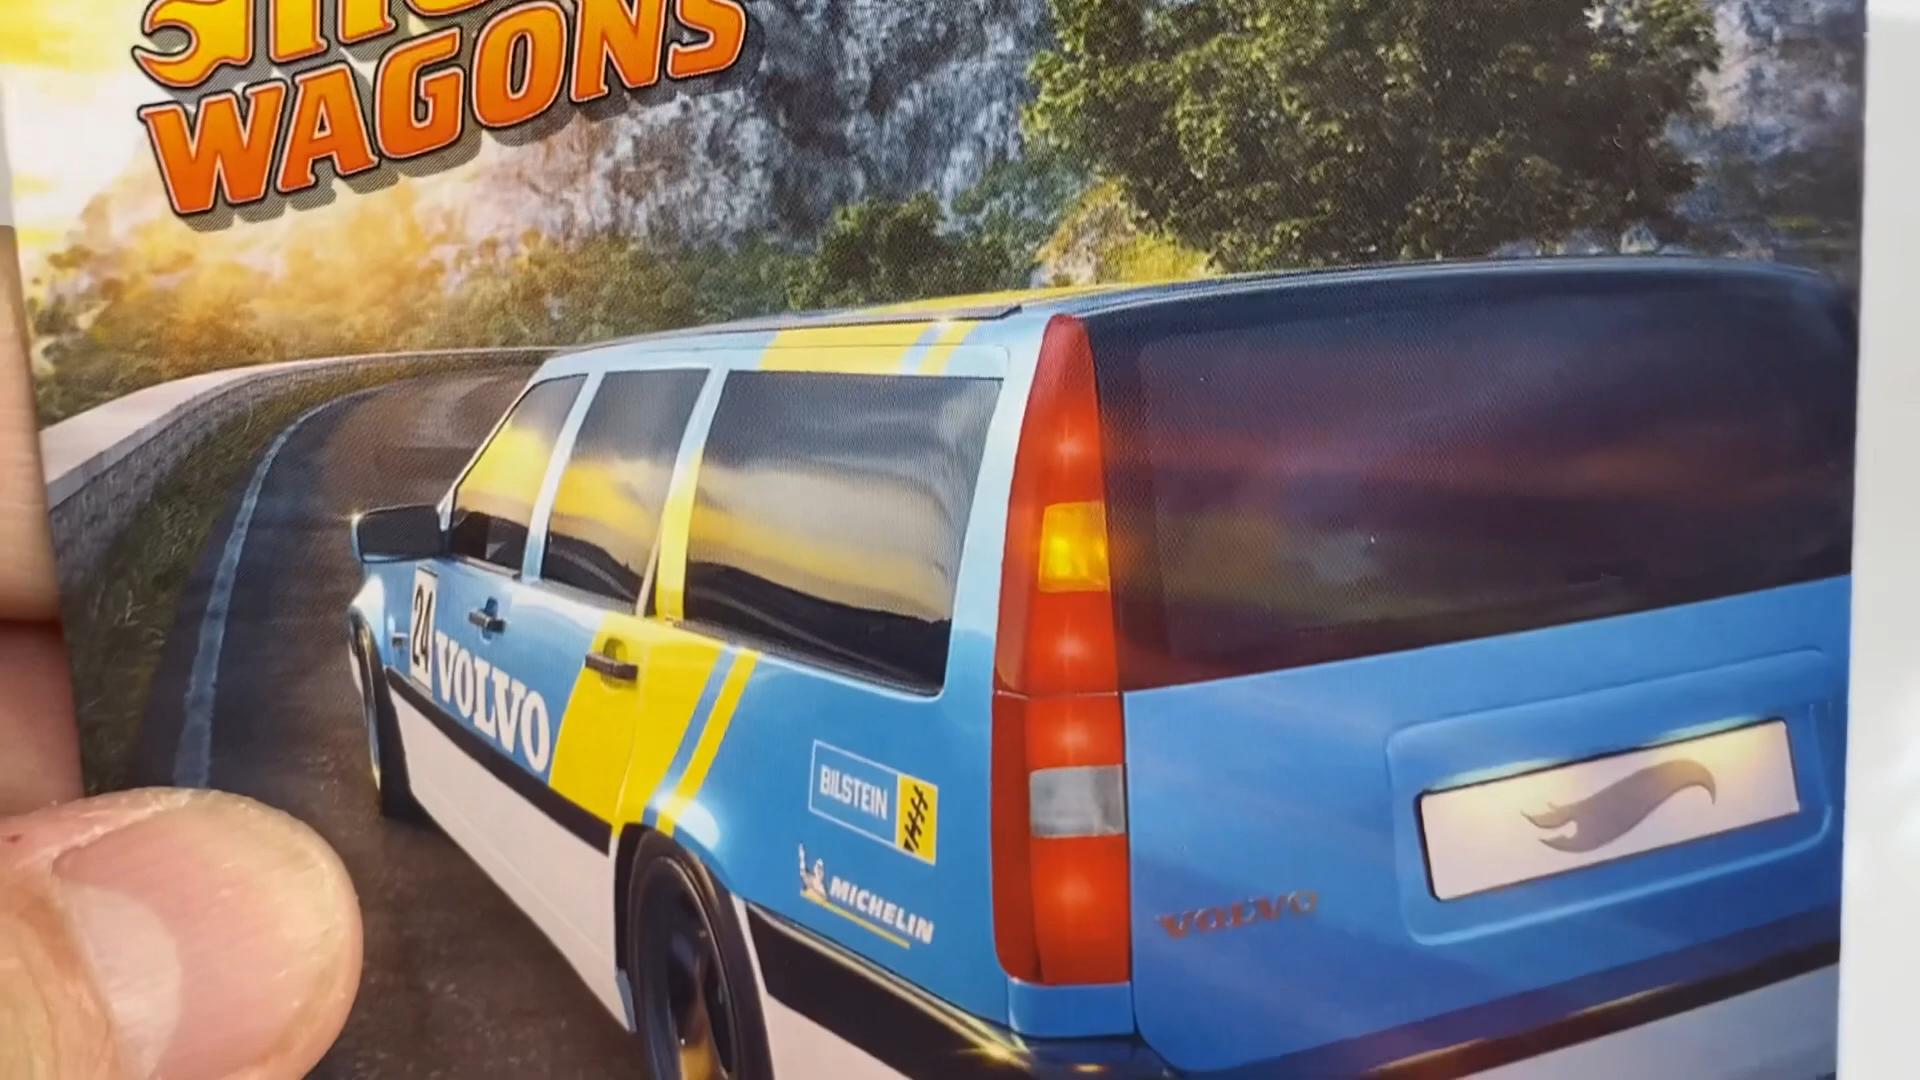 WAGONS
24
VOLVO
BILSTEIN
MICHELIN
VOLVO